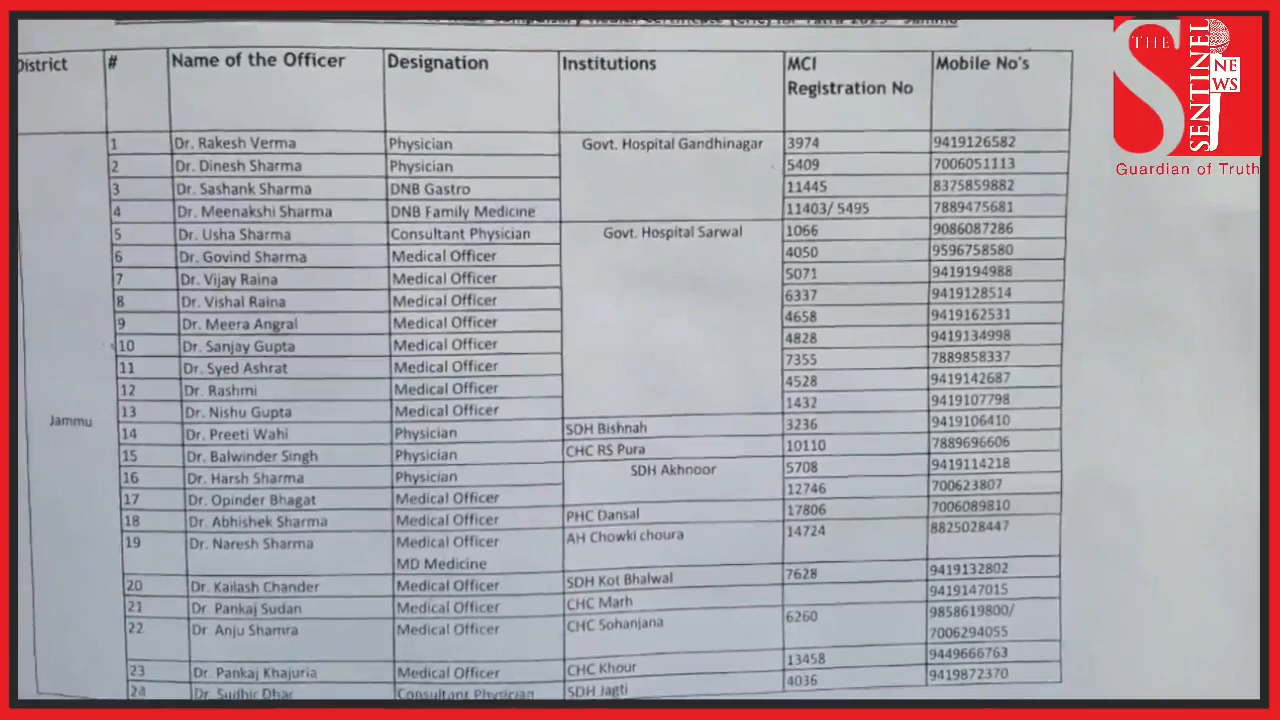 Compulsory Health Certificate (CHC) for Yatra 2025 - Jammu
District # Name of the Officer Designation Institutions MCI Registration No Mobile No's
Jammu
1 Dr. Rakesh Verma Physician Govt. Hospital Gandhinagar 3974 9419126582
2 Dr. Dinesh Sharma Physician 5409 7006051113
3 Dr. Sashank Sharma DNB Gastro 11445 8375859882
4 Dr. Meenakshi Sharma DNB Family Medicine 11403/ 5495 7889475681
5 Dr. Usha Sharma Consultant Physician Govt. Hospital Sarwal 1066 9086087286
6 Dr. Govind Sharma Medical Officer 4050 9596758580
7 Dr. Vijay Raina Medical Officer 5071 9419194988
8 Dr. Vishal Raina Medical Officer 6337 9419128514
9 Dr. Meera Angral Medical Officer 4658 9419162531
10 Dr. Sanjay Gupta Medical Officer 4828 9419134998
11 Dr. Syed Ashrat Medical Officer 7355 7889858337
12 Dr. Rashmi Medical Officer 4528 9419142687
13 Dr. Nishu Gupta Medical Officer 1432 9419107798
14 Dr. Preeti Wahi Physician SDH Bishnah 3236 9419106410
15 Dr. Balwinder Singh Physician CHC RS Pura 10110 7889696606
16 Dr. Harsh Sharma Physician SDH Akhnoor 5708 9419114218
17 Dr. Opinder Bhagat Medical Officer 12746 700623807
18 Dr. Abhishek Sharma Medical Officer PHC Dansal 17806 7006089810
19 Dr. Naresh Sharma Medical Officer AH Chowki choura 14724 8825028447
MD Medicine
20 Dr. Kailash Chander Medical Officer SDH Kot Bhalwal 7628 9419132802
21 Dr. Pankaj Sudan Medical Officer CHC Marh 9419147015
22 Dr. Anju Shamra Medical Officer CHC Sohanjana 6260 9858619800/
7006294055
23 Dr. Pankaj Khajuria Medical Officer CHC Khour 13458 9449666763
24 Dr. Sudhir Dhar Consultant Physician SDH Jagti 4036 9419872370
THE
SENTINEL
NEWS
Guardian of Truth